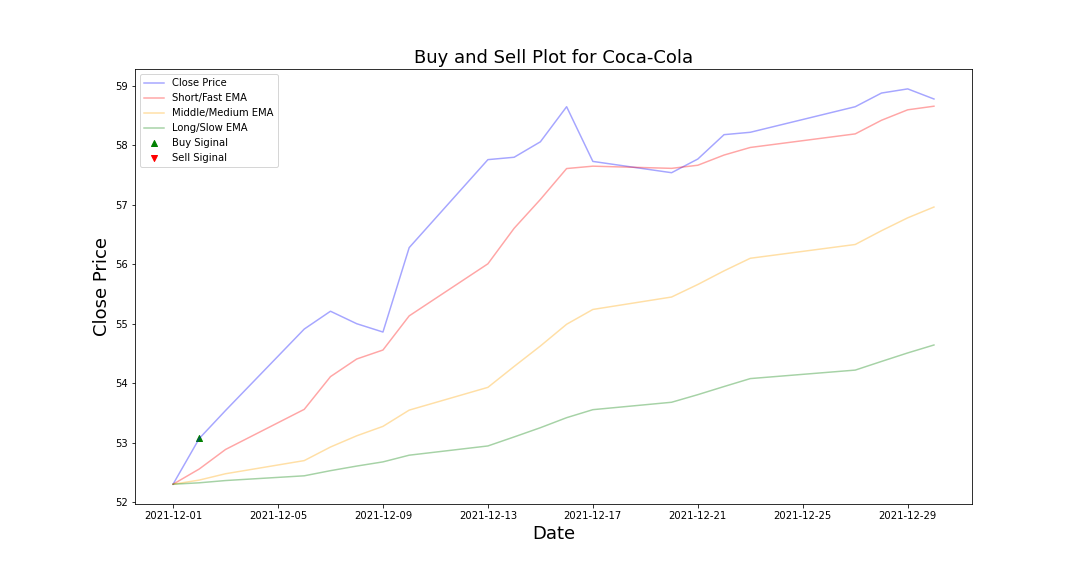 Buy and Sell Plot for Coca-Cola
Close Price
Short/Fast EMA
Middle/Medium EMA
Long/Slow EMA
Buy Siginal
Sell Siginal
59
58
57
56
55
54
53
52
Close Price
2021-12-01
2021-12-05
2021-12-09
2021-12-13
2021-12-17
2021-12-21
2021-12-25
2021-12-29
Date